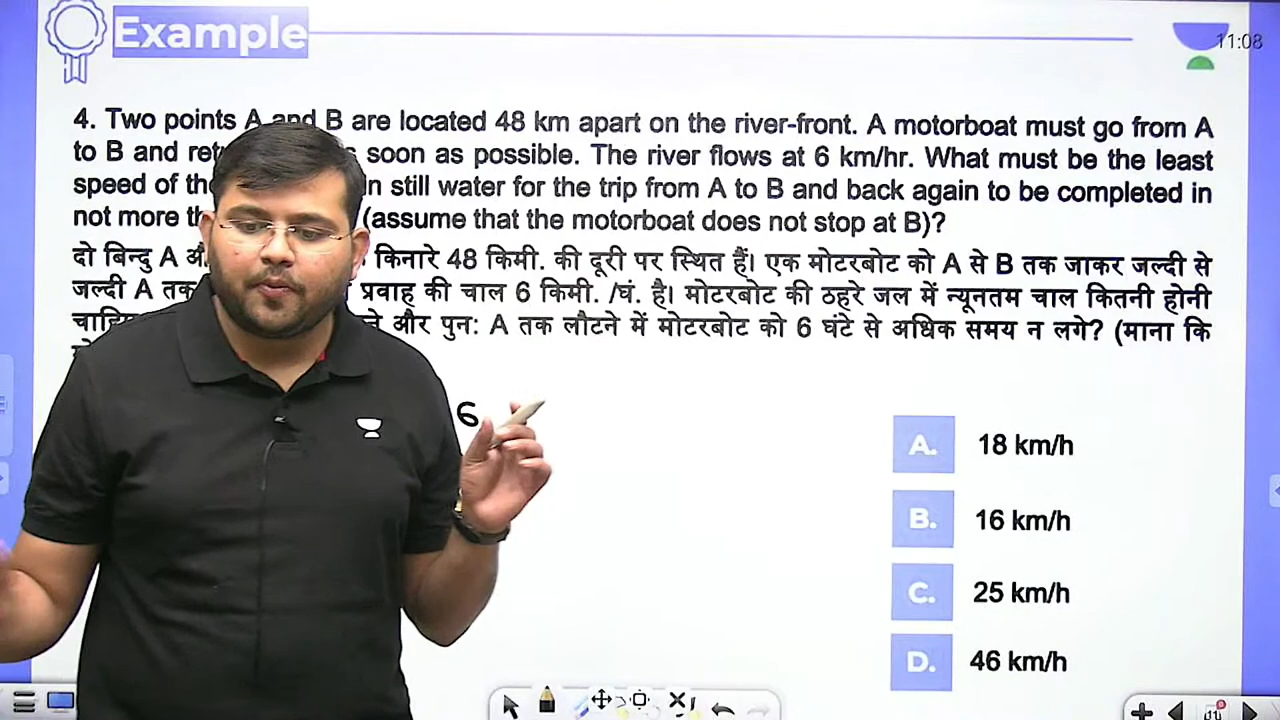 Example
11:08
4. Two points A and B are located 48 km apart on the river-front. A motorboat must go from A
to B and soon as possible. The river flows at 6 km/hr. What must be the least
speed of in still water for the trip from A to B and back again to be completed in
not more (assume that the motorboat does not stop at B)?
दो बिन्दु A किनारे 48 किमी. की दूरी पर स्थित हैं। एक मोटरबोट को A से B तक जाकर जल्दी से
जल्दी A तक प्रवाह की चाल 6 किमी. /घं. है। मोटरबोट की ठहरे जल में न्यूनतम चाल कितनी होनी
और पुन: A तक लौटने में मोटरबोट को 6 घंटे से अधिक समय न लगे? (माना कि
6
A. 18 km/h
B. 16 km/h
C. 25 km/h
D. 46 km/h